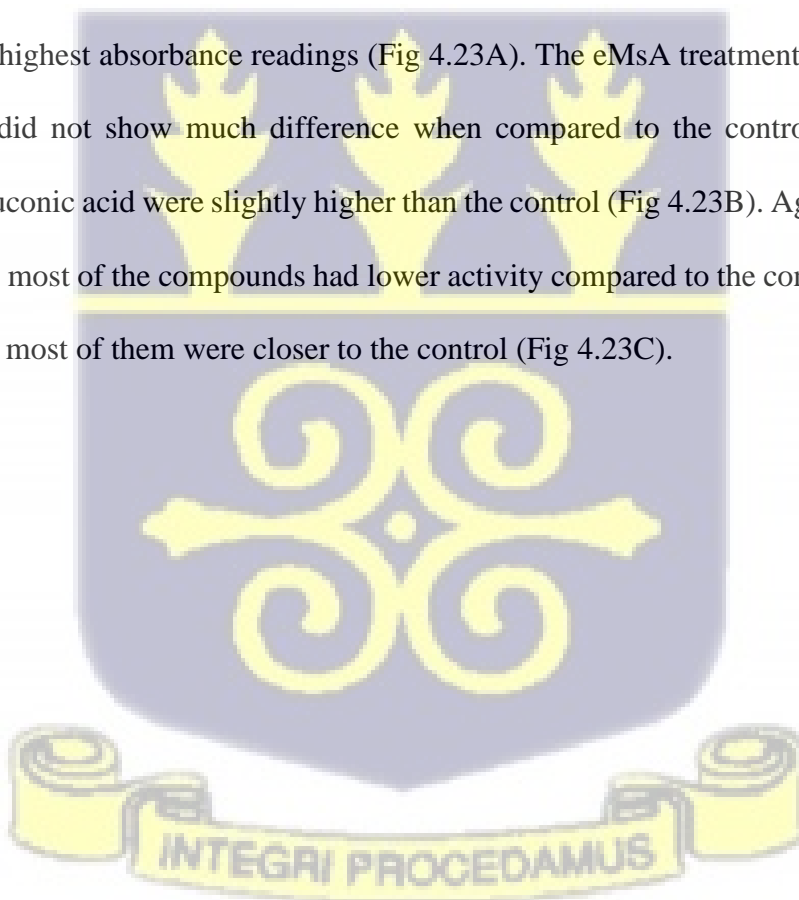 highest absorbance readings (Fig 4.23A). The eMsA treatment
did not show much difference when compared to the contro
uconic acid were slightly higher than the control (Fig 4.23B). Ag
most of the compounds had lower activity compared to the con
most of them were closer to the control (Fig 4.23C).
INTEGRI PROCEDAMUS